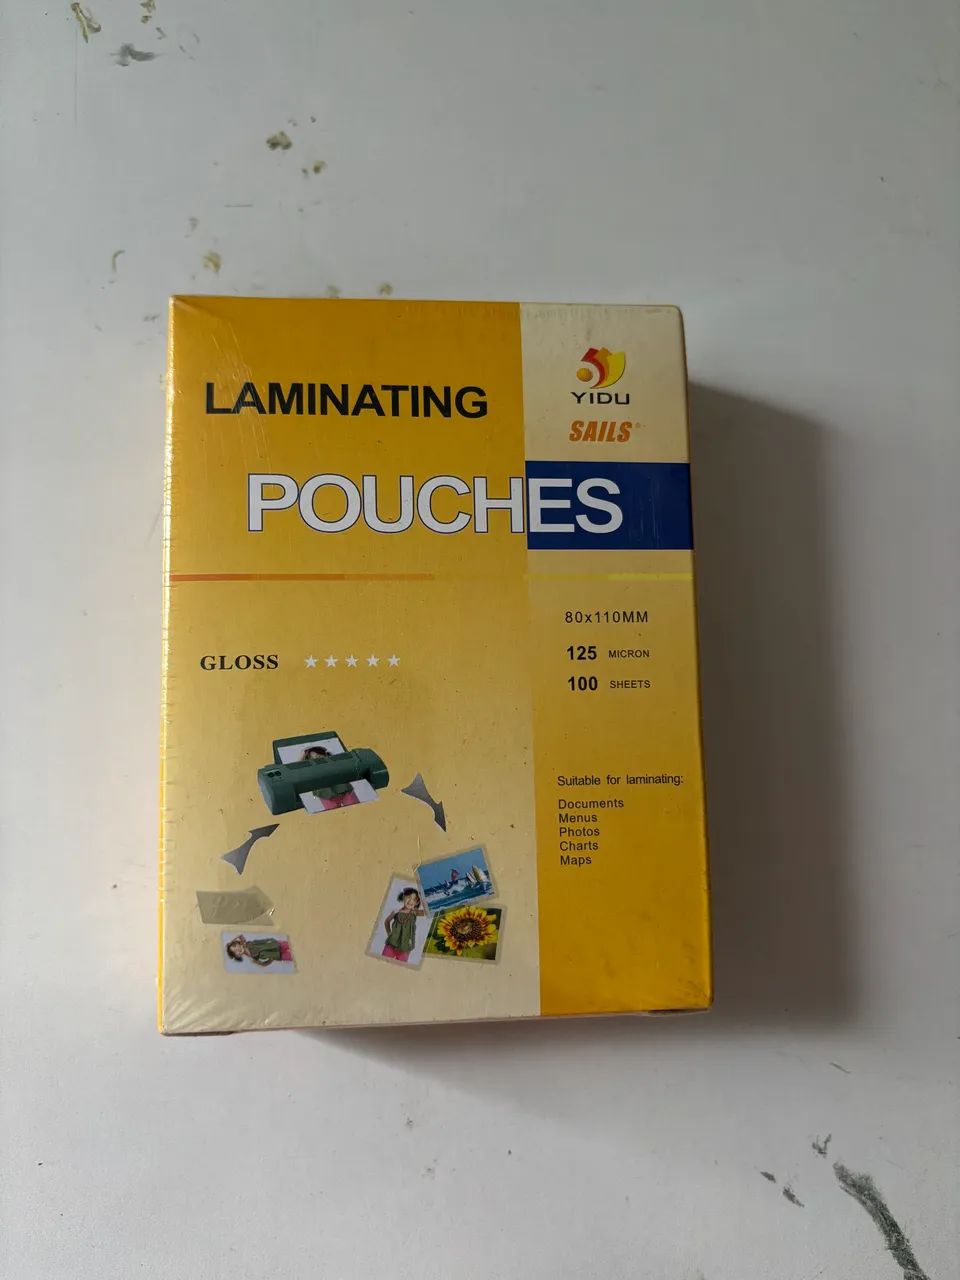 LAMINATING
POUCHES
YIDU
SAILS®
80x110MM
125 MICRON
100 SHEETS
GLOSS ★★★★★
Suitable for laminating:
Documents
Menus
Photos
Charts
Maps